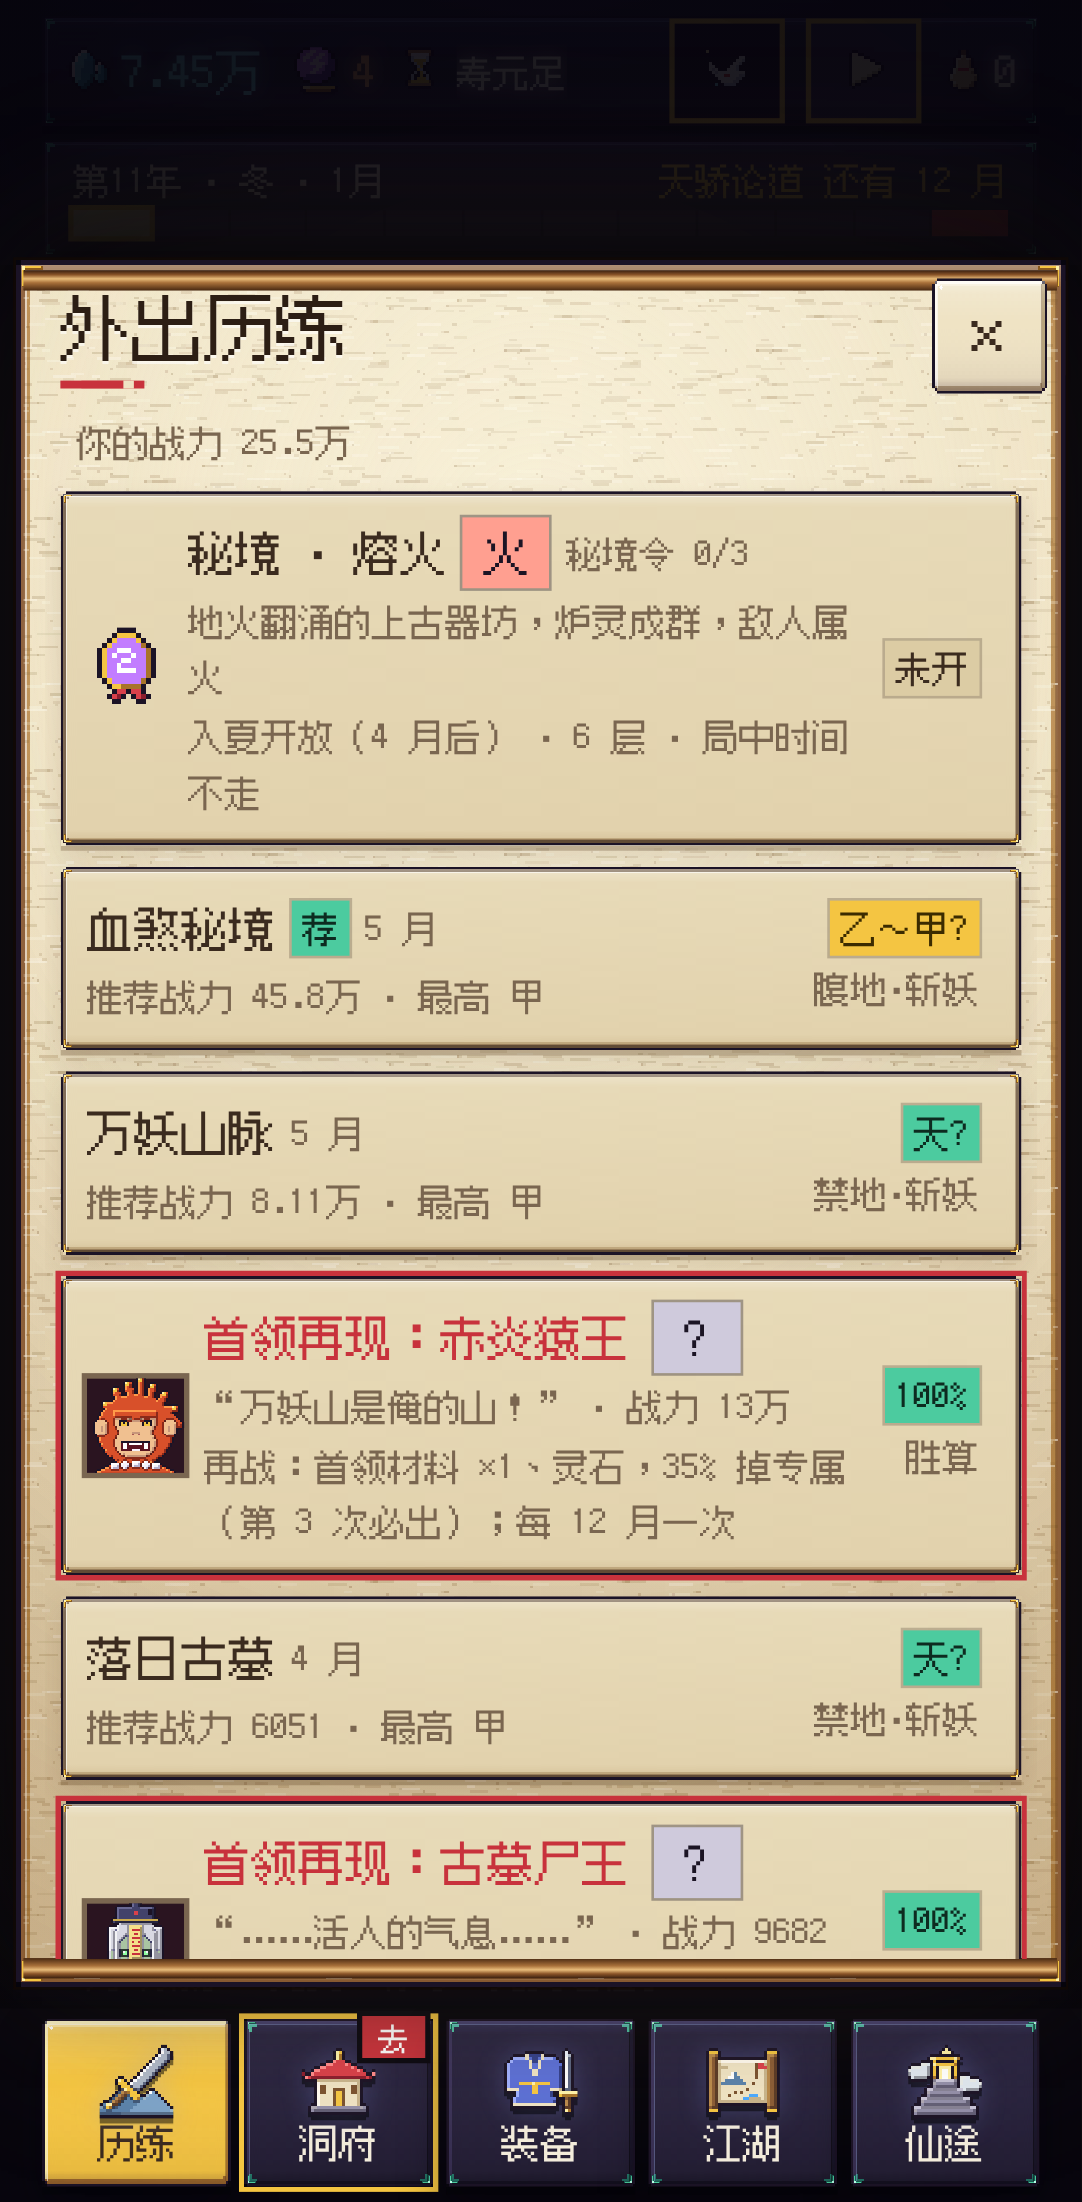 7.45万 4 寿元足 0
第11年 · 冬 · 1月 天骄论道 还有 12 月
外出历练
×
你的战力 25.5万
秘境 · 熔火 火 秘境令 0/3
地火翻涌的上古器坊，炉灵成群，敌人属
火
2
未开
入夏开放（4 月后） · 6 层 · 局中时间
不走
血煞秘境 荐 5 月 乙～甲?
推荐战力 45.8万 · 最高 甲 腹地·斩妖
万妖山脉 5 月 天?
推荐战力 8.11万 · 最高 甲 禁地·斩妖
首领再现：赤炎猿王 ?
“万妖山是俺的山！” · 战力 13万 100%
再战：首领材料 ×1、灵石，35% 掉专属 胜算
（第 3 次必出）；每 12 月一次
落日古墓 4 月 天?
推荐战力 6051 · 最高 甲 禁地·斩妖
首领再现：古墓尸王 ?
“……活人的气息……” · 战力 9682 100%
去
历练 洞府 装备 江湖 仙途